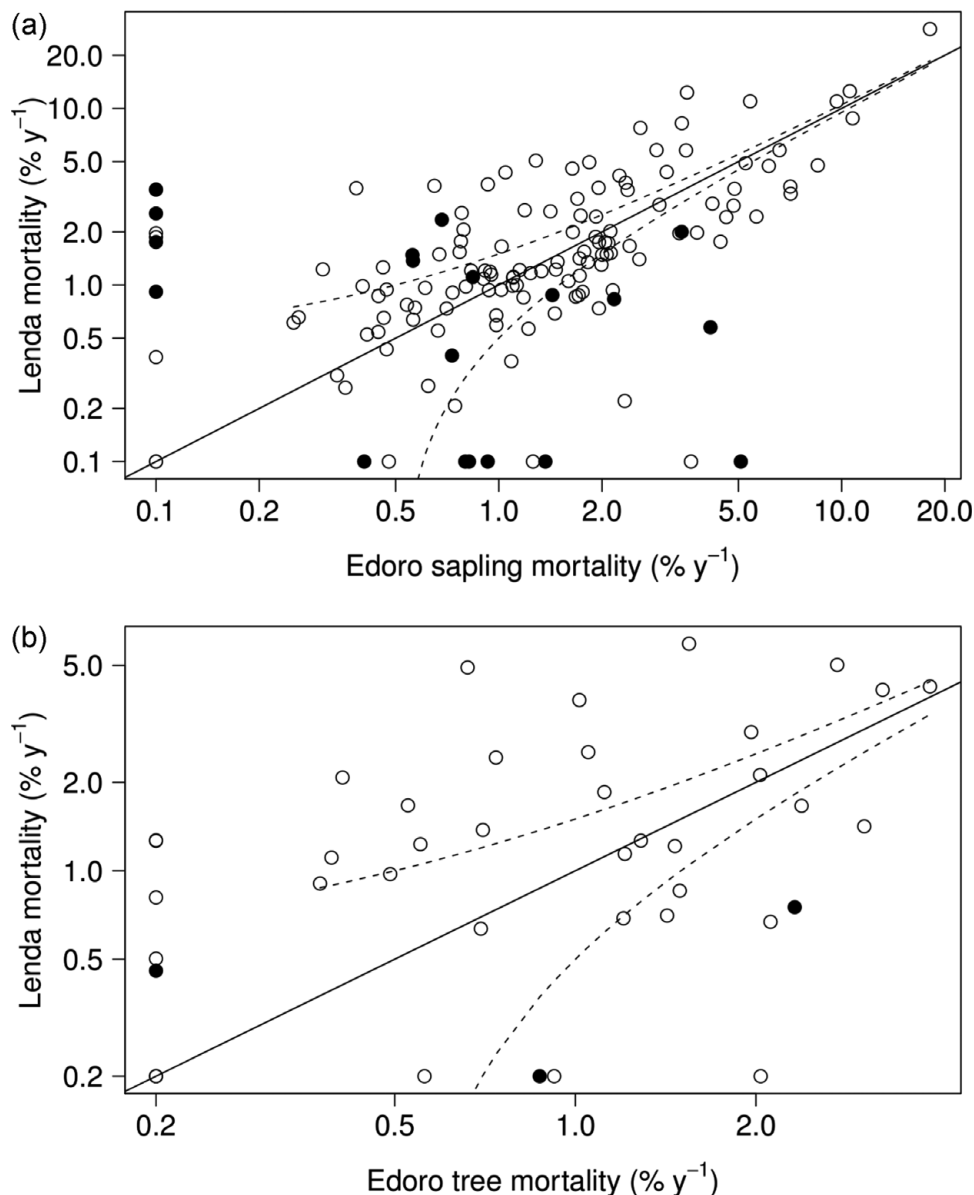 (a)
20.0
10.0
5.0
2.0
1.0
0.5
0.2
0.1
Lenda mortality (% y⁻¹)
0.1 0.2 0.5 1.0 2.0 5.0 10.0 20.0
Edoro sapling mortality (% y⁻¹)
(b)
5.0
2.0
1.0
0.5
0.2
Lenda mortality (% y⁻¹)
0.2 0.5 1.0 2.0
Edoro tree mortality (% y⁻¹)